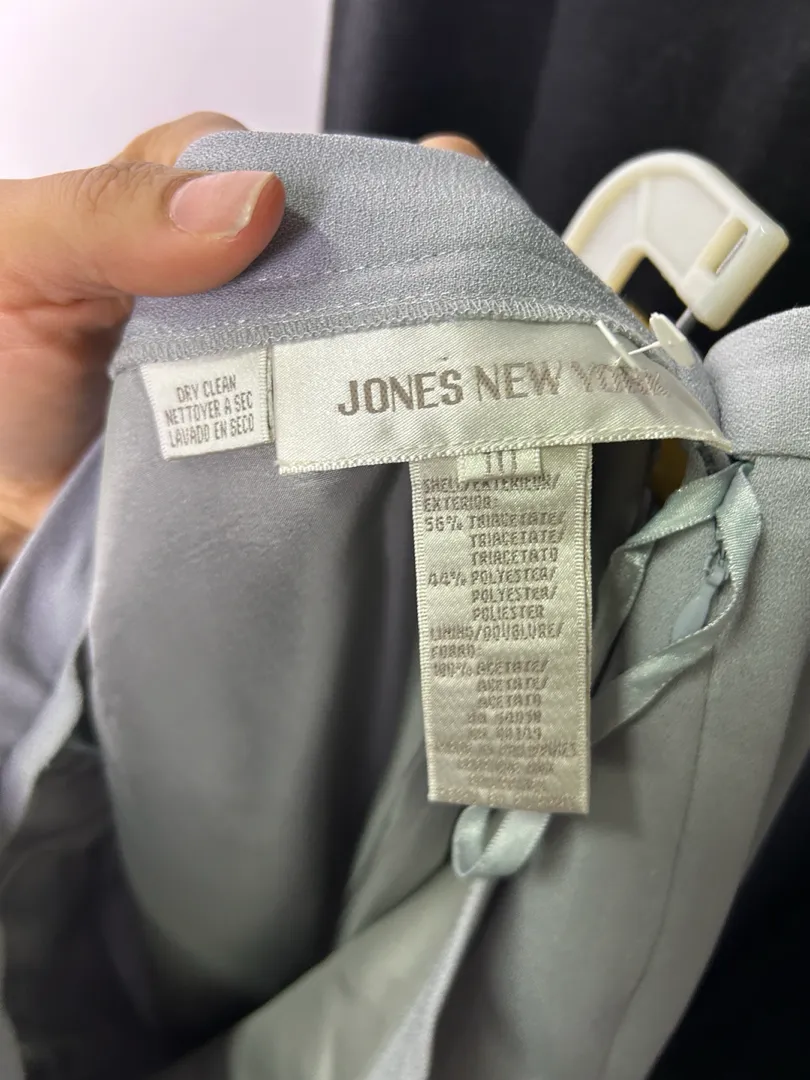 DRY CLEAN
NETTOYER A SEC
LAVADO EN SECO
JONES NEW YORK
SHELL/EXTERIEUR/
EXTERIOR:
56% TRIACETATE/
TRIACETATE/
TRIACETATO
44% POLYESTER/
POLYESTER/
POLIESTER
LINING/DOUBLURE/
FORRO:
100% ACETATE/
ACETATE/
ACETATO